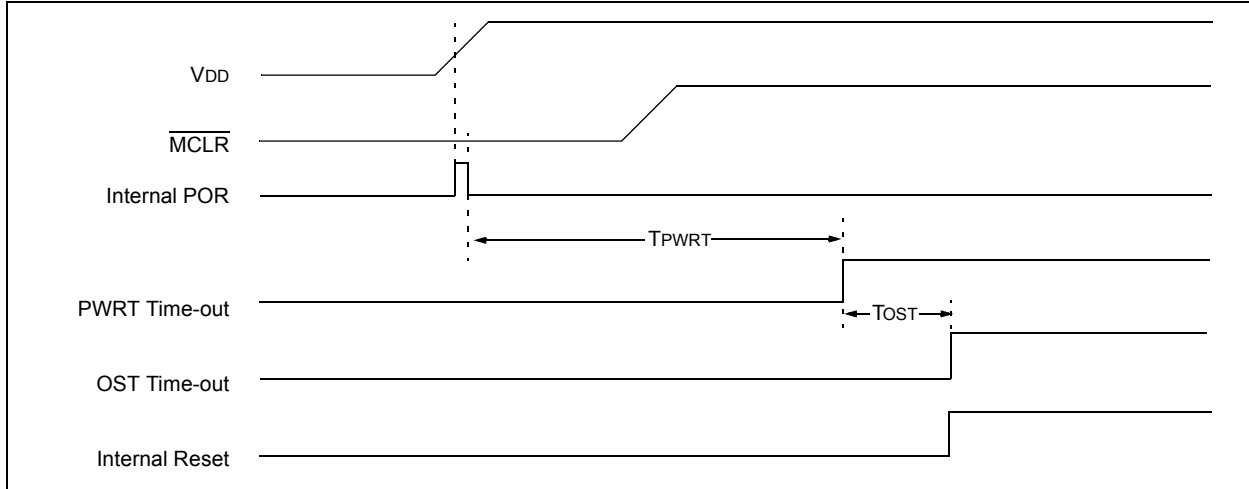 VDD
MCLR
Internal POR
TPWRT
PWRT Time-out
TOST
OST Time-out
Internal Reset